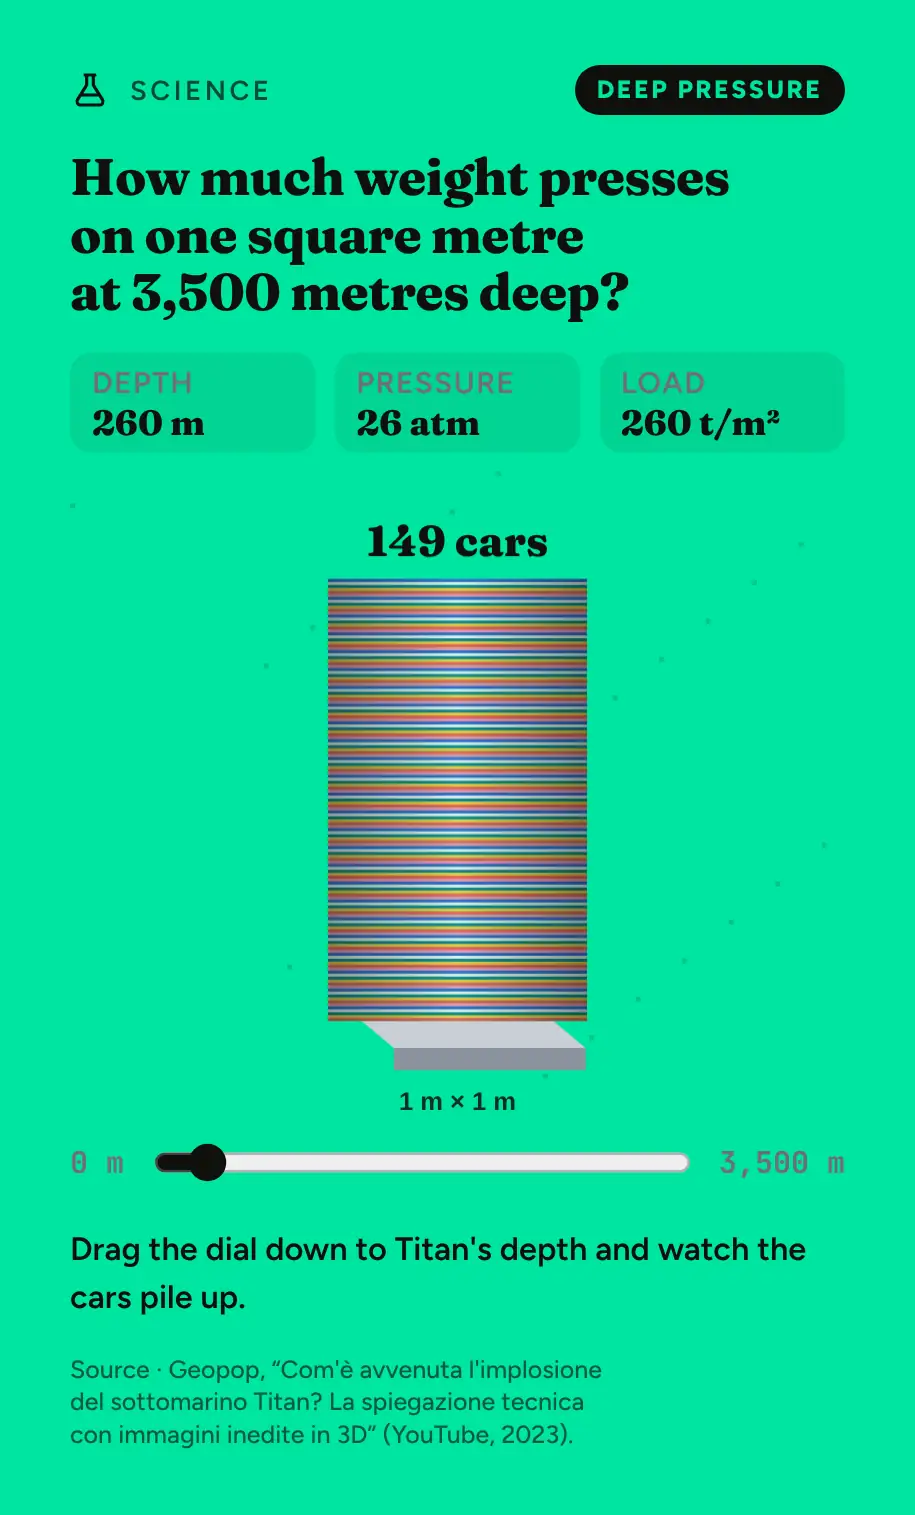 SCIENCE
DEEP PRESSURE
How much weight presses
on one square metre
at 3,500 metres deep?
DEPTH
260 m
PRESSURE
26 atm
LOAD
260 t/m²
149 cars
1 m × 1 m
0 m
3,500 m
Drag the dial down to Titan's depth and watch the
cars pile up.
Source · Geopop, “Com'è avvenuta l'implosione
del sottomarino Titan? La spiegazione tecnica
con immagini inedite in 3D” (YouTube, 2023).